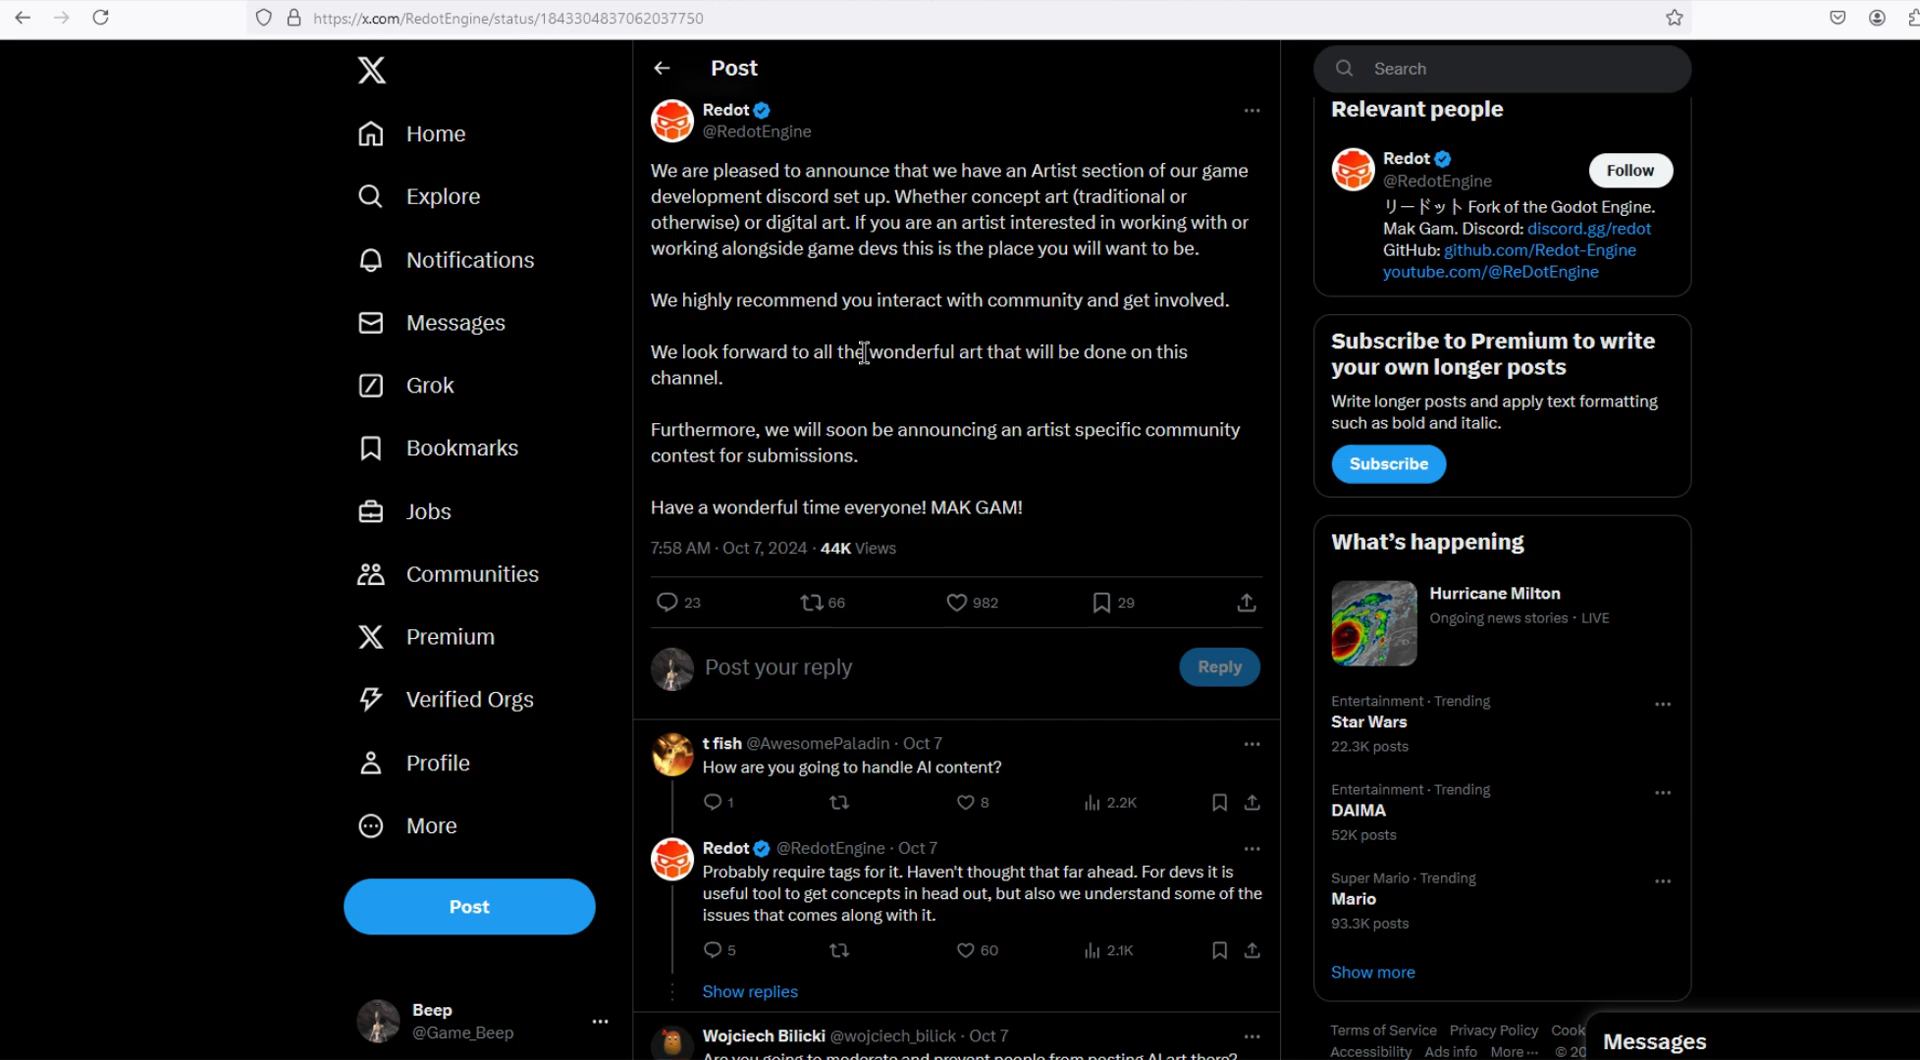 https://x.com/RedotEngine/status/1843304837062037750
Home
Explore
Notifications
Messages
Grok
Bookmarks
Jobs
Communities
Premium
Verified Orgs
Profile
More
Post
Beep
@Game_Beep
Post
Redot
@RedotEngine
We are pleased to announce that we have an Artist section of our game
development discord set up. Whether concept art (traditional or
otherwise) or digital art. If you are an artist interested in working with or
working alongside game devs this is the place you will want to be.
We highly recommend you interact with community and get involved.
We look forward to all the wonderful art that will be done on this
channel.
Furthermore, we will soon be announcing an artist specific community
contest for submissions.
Have a wonderful time everyone! MAK GAM!
7:58 AM · Oct 7, 2024 · 44K Views
23 66 982 29
Post your reply
Reply
t fish @AwesomePaladin · Oct 7
How are you going to handle AI content?
1 8 2.2K
Redot @RedotEngine · Oct 7
Probably require tags for it. Haven't thought that far ahead. For devs it is
useful tool to get concepts in head out, but also we understand some of the
issues that comes along with it.
5 60 2.1K
Show replies
Wojciech Bilicki @wojciech_bilick · Oct 7
Are you going to moderate and prevent people from posting AI art there?
Search
Relevant people
Redot
@RedotEngine
Follow
リードット Fork of the Godot Engine.
Mak Gam. Discord: discord.gg/redot
GitHub: github.com/Redot-Engine
youtube.com/@ReDotEngine
Subscribe to Premium to write
your own longer posts
Write longer posts and apply text formatting
such as bold and italic.
Subscribe
What's happening
Hurricane Milton
Ongoing news stories · LIVE
Entertainment · Trending
Star Wars
22.3K posts
Entertainment · Trending
DAIMA
52K posts
Super Mario · Trending
Mario
93.3K posts
Show more
Terms of Service Privacy Policy Cook
Accessibility Ads info More ··· © 20
Messages